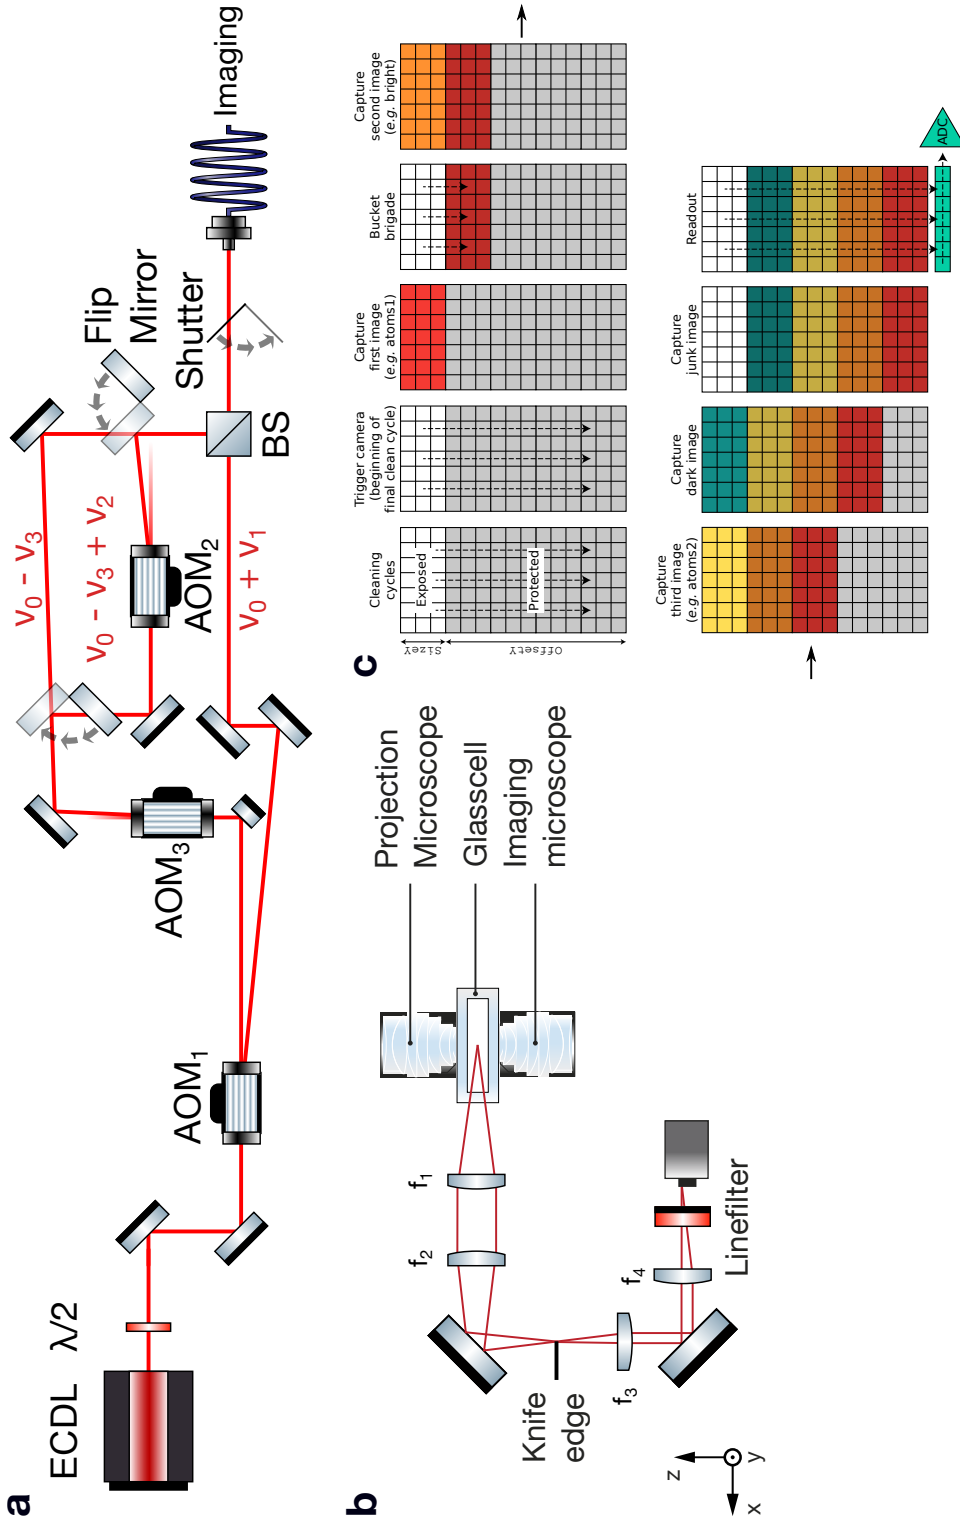 a
ECDL
λ/2
AOM1
AOM3
ν0 - ν3
ν0 - ν3 + ν2
AOM2
ν0 + ν1
Flip
Mirror
Shutter
BS
Imaging
b
z
x
y
Knife
edge
f3
f2
f1
f4
Linefilter
Projection
Microscope
Glasscell
Imaging
microscope
c
SizeY
OffsetY
Cleaning
cycles
Exposed
Protected
Trigger camera
(beginning of
final clean cycle)
Capture
first image
(e.g. atoms1)
Bucket
brigade
Capture
second image
(e.g. bright)
Capture
third image
(e.g. atoms2)
Capture
dark image
Capture
junk image
Readout
ADC